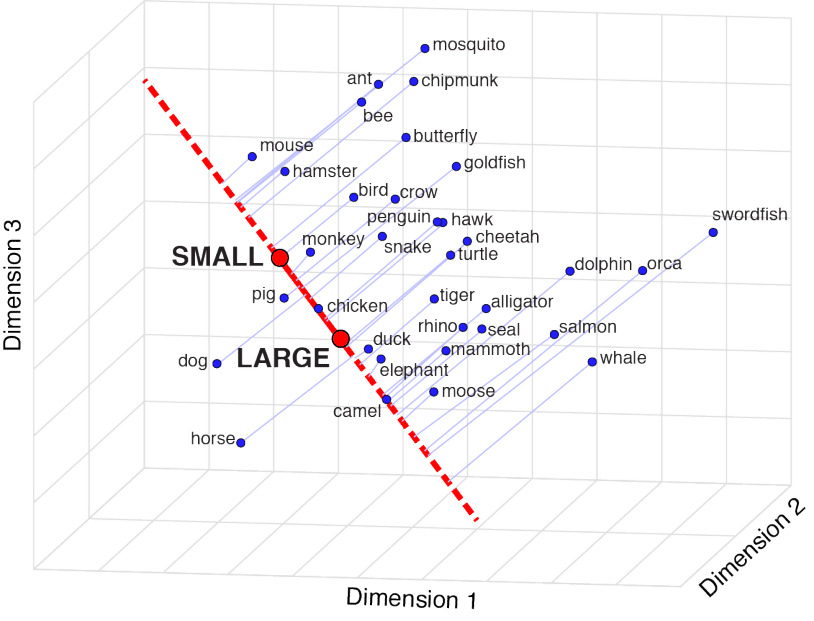 mosquito
ant
chipmunk
bee
butterfly
mouse
goldfish
hamster
bird
crow
swordfish
penguin
hawk
monkey
snake
cheetah
SMALL
turtle
dolphin
orca
pig
chicken
tiger
alligator
rhino
seal
salmon
duck
mammoth
dog
LARGE
whale
elephant
moose
camel
horse
Dimension 3
Dimension 2
Dimension 1